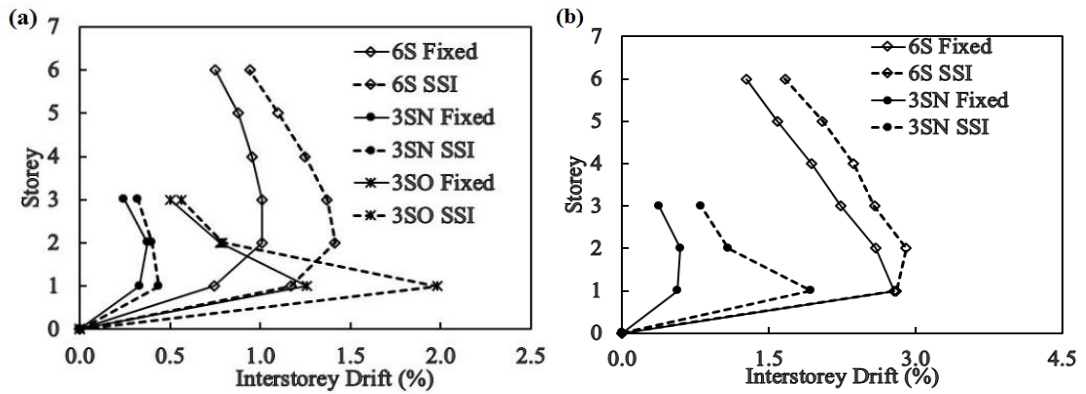 (a)
7
6
5
4
3
2
1
0
Storey
0.0 0.5 1.0 1.5 2.0 2.5
Interstorey Drift (%)
6S Fixed
6S SSI
3SN Fixed
3SN SSI
3SO Fixed
3SO SSI
(b)
7
6
5
4
3
2
1
0
Storey
0.0 1.5 3.0 4.5
Interstorey Drift (%)
6S Fixed
6S SSI
3SN Fixed
3SN SSI